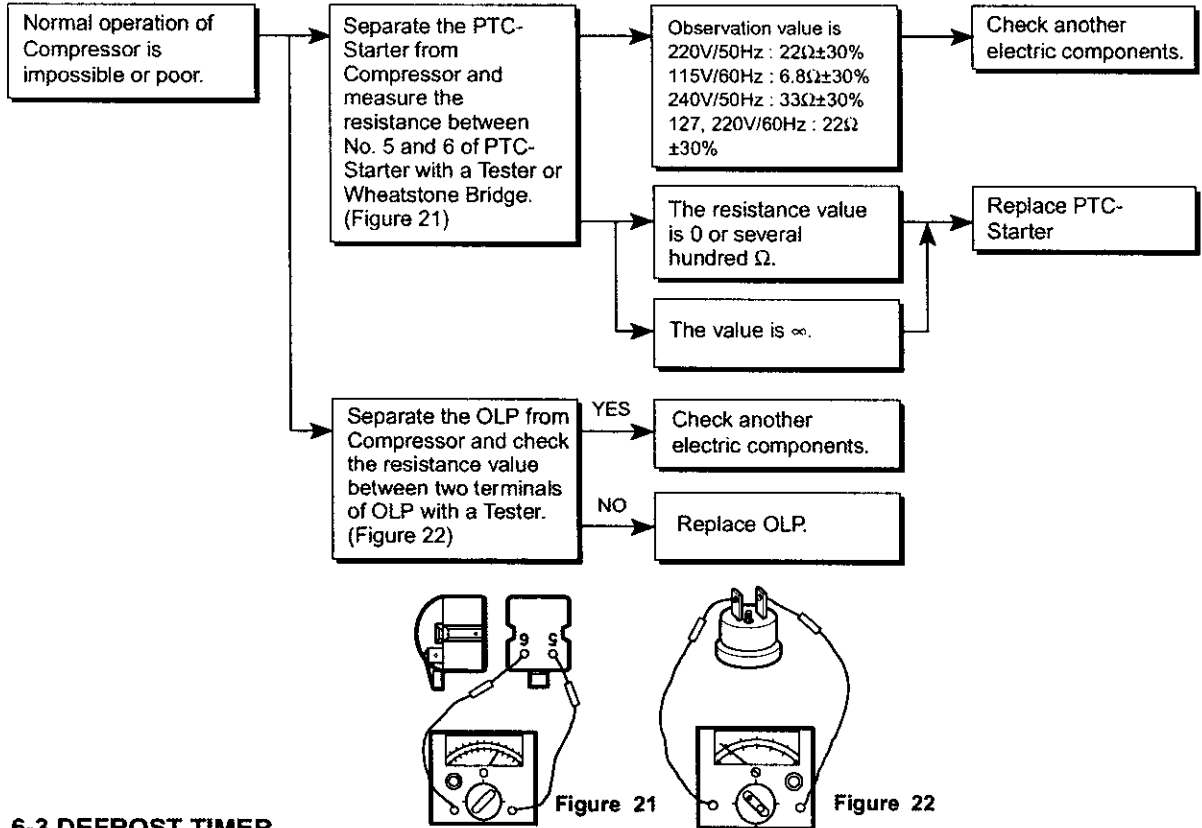 Normal operation of
Compressor is
impossible or poor.
Separate the PTC-
Starter from
Compressor and
measure the
resistance between
No. 5 and 6 of PTC-
Starter with a Tester or
Wheatstone Bridge.
(Figure 21)
Observation value is
220V/50Hz : 22Ω±30%
115V/60Hz : 6.8Ω±30%
240V/50Hz : 33Ω±30%
127, 220V/60Hz : 22Ω
±30%
Check another
electric components.
The resistance value
is 0 or several
hundred Ω.
The value is ∞.
Replace PTC-
Starter
Separate the OLP from
Compressor and check
the resistance value
between two terminals
of OLP with a Tester.
(Figure 22)
YES
Check another
electric components.
NO
Replace OLP.
6 5
Figure 21
Figure 22
6-3 DEFROST TIMER